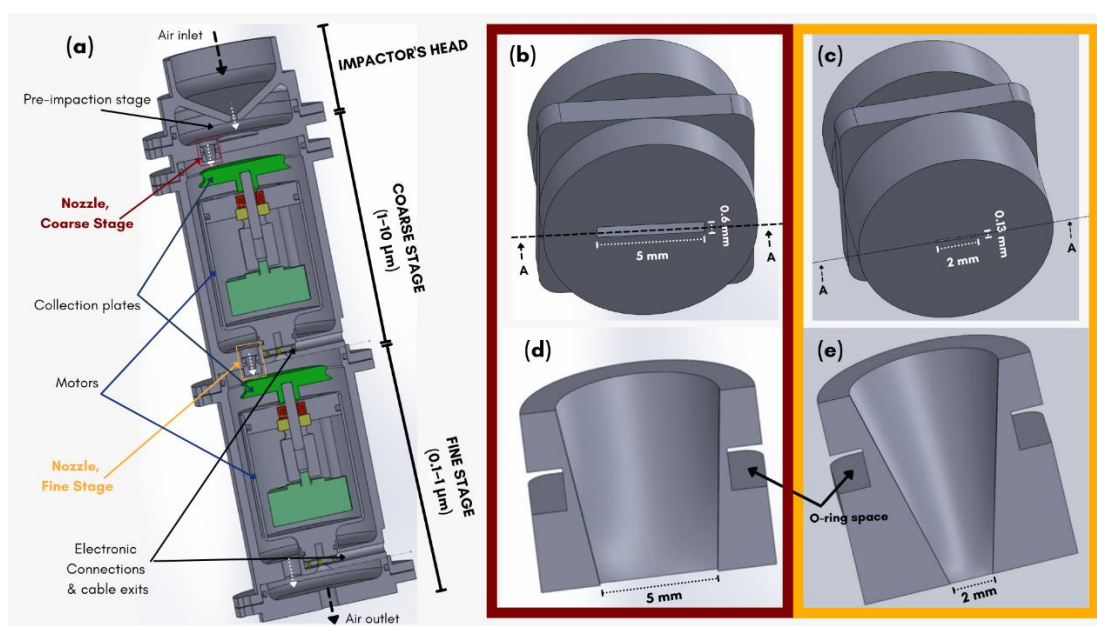 (a)
Air inlet
IMPACTOR'S HEAD
Pre-impaction stage
Nozzle,
Coarse Stage
COARSE STAGE
(1-10 µm)
Collection plates
Motors
Nozzle,
Fine Stage
FINE STAGE
(0.1-1 µm)
Electronic
Connections
& cable exits
Air outlet
(b)
0.6 mm
5 mm
A
A
(c)
0.13 mm
2 mm
A
A
(d)
5 mm
O-ring space
(e)
2 mm